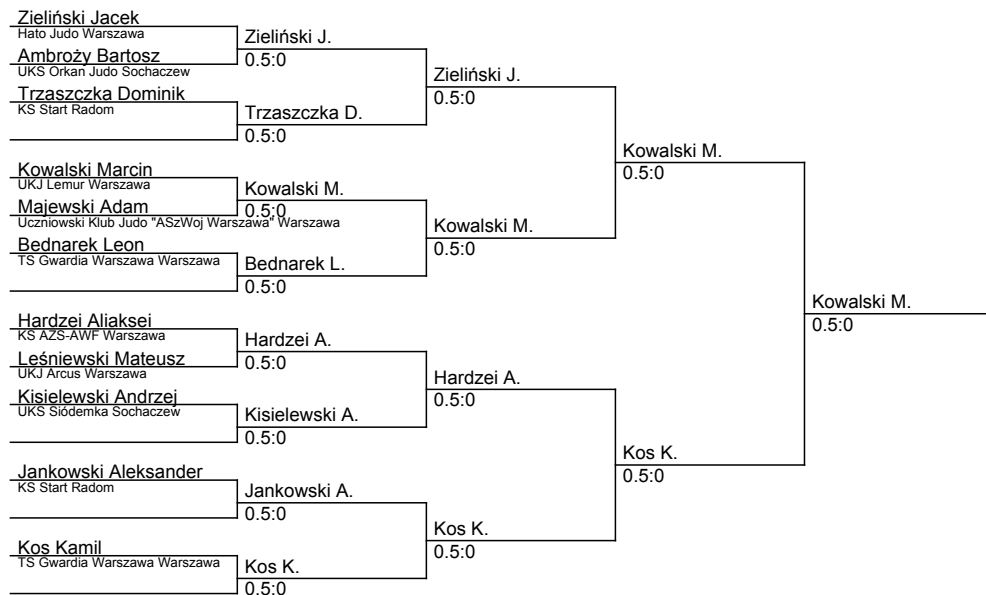 Zieliński Jacek
Hato Judo Warszawa
Zieliński J.
Ambroży Bartosz
0.5:0
UKS Orkan Judo Sochaczew
Zieliński J.
Trzaszczka Dominik
0.5:0
KS Start Radom
Trzaszczka D.
0.5:0
Kowalski M.
Kowalski Marcin
0.5:0
UKJ Lemur Warszawa
Kowalski M.
Majewski Adam
0.5:0
Uczniowski Klub Judo "ASzWoj Warszawa" Warszawa
Kowalski M.
Bednarek Leon
0.5:0
TS Gwardia Warszawa Warszawa
Bednarek L.
0.5:0
Kowalski M.
0.5:0
Hardzei Aliaksei
KS AZS-AWF Warszawa
Hardzei A.
Leśniewski Mateusz
0.5:0
UKJ Arcus Warszawa
Hardzei A.
Kisielewski Andrzej
0.5:0
UKS Siódemka Sochaczew
Kisielewski A.
0.5:0
Kos K.
Jankowski Aleksander
0.5:0
KS Start Radom
Jankowski A.
0.5:0
Kos K.
Kos Kamil
0.5:0
TS Gwardia Warszawa Warszawa
Kos K.
0.5:0